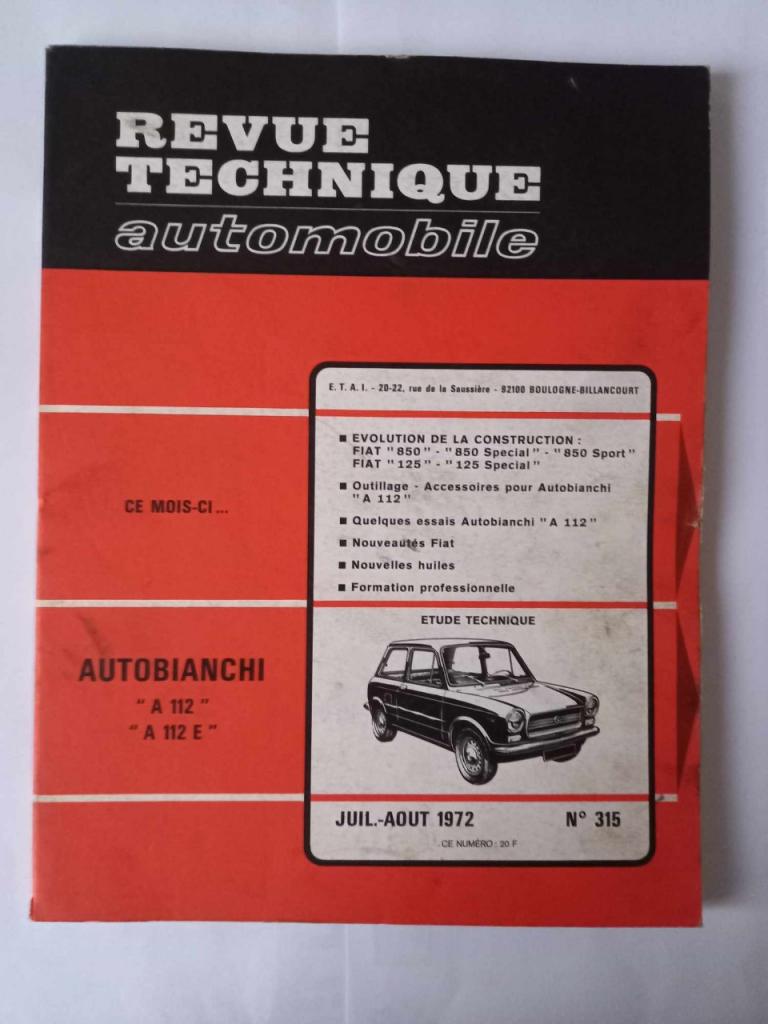 REVUE
TECHNIQUE
automobile
E. T. A. I. - 20-22, rue de la Saussière - 92100 BOULOGNE-BILLANCOURT
CE MOIS-CI...
■ EVOLUTION DE LA CONSTRUCTION :
FIAT "850" - "850 Special" - "850 Sport"
FIAT "125" - "125 Special"
■ Outillage - Accessoires pour Autobianchi
"A 112"
■ Quelques essais Autobianchi "A 112"
■ Nouveautés Fiat
■ Nouvelles huiles
■ Formation professionnelle
AUTOBIANCHI
"A 112"
"A 112 E"
ETUDE TECHNIQUE
JUIL.-AOUT 1972 N° 315
CE NUMÉRO : 20 F